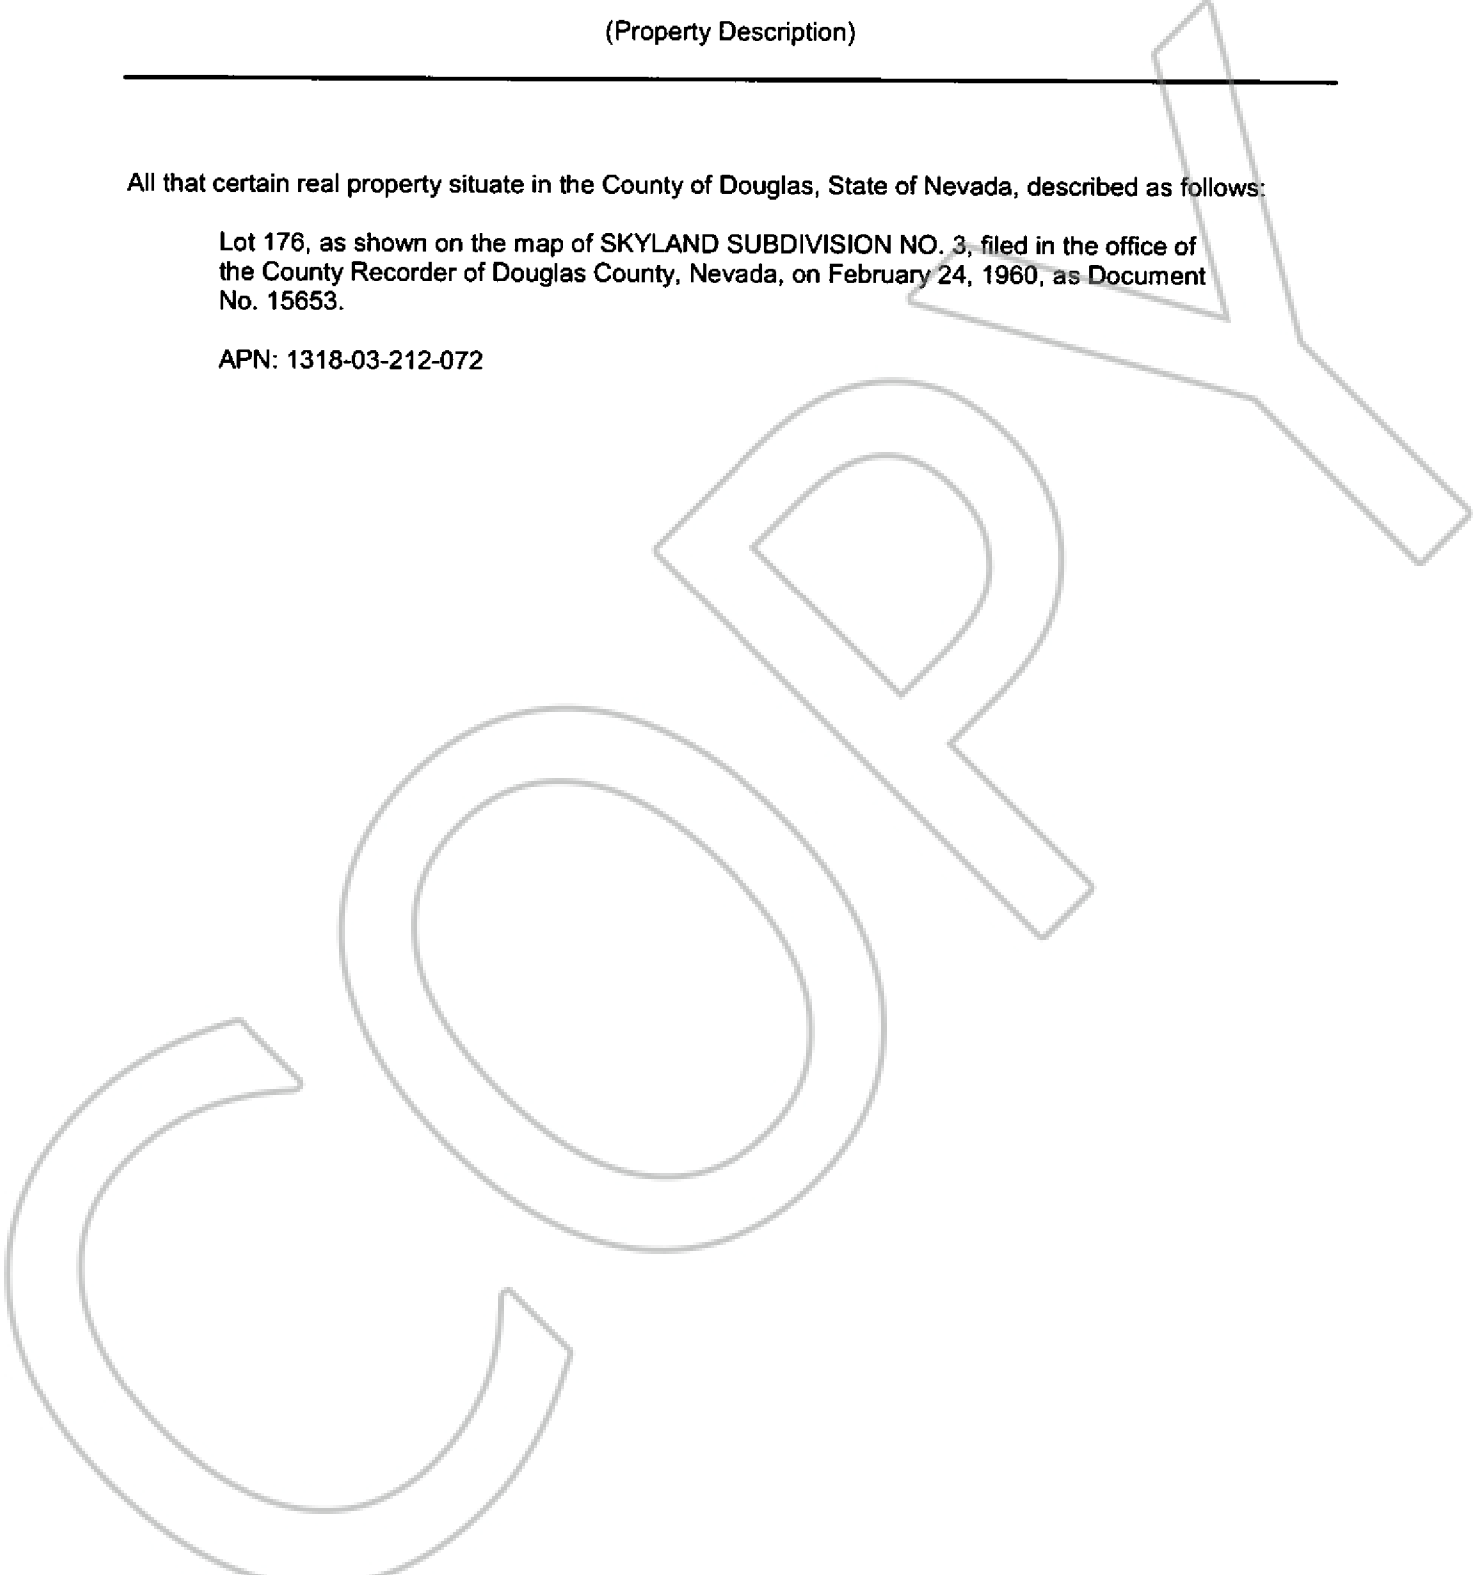 (Property Description)
All that certain real property situate in the County of Douglas, State of Nevada, described as follows:
Lot 176, as shown on the map of SKYLAND SUBDIVISION NO. 3, filed in the office of
the County Recorder of Douglas County, Nevada, on February 24, 1960, as Document
No. 15653.
APN: 1318-03-212-072
COPY